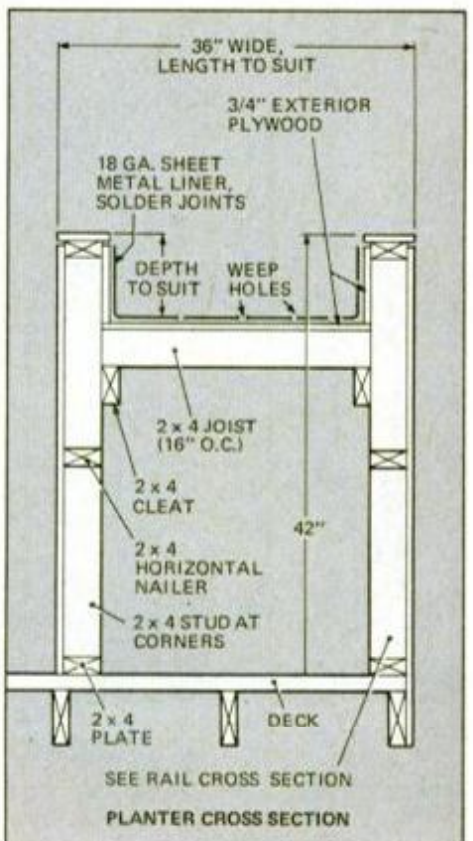 36" WIDE,
LENGTH TO SUIT
3/4" EXTERIOR
PLYWOOD
18 GA. SHEET
METAL LINER,
SOLDER JOINTS
DEPTH
TO SUIT
WEEP
HOLES
2 x 4 JOIST
(16" O.C.)
2 x 4
CLEAT
42"
2 x 4
HORIZONTAL
NAILER
2 x 4 STUD AT
CORNERS
2 x 4
PLATE
DECK
SEE RAIL CROSS SECTION
PLANTER CROSS SECTION